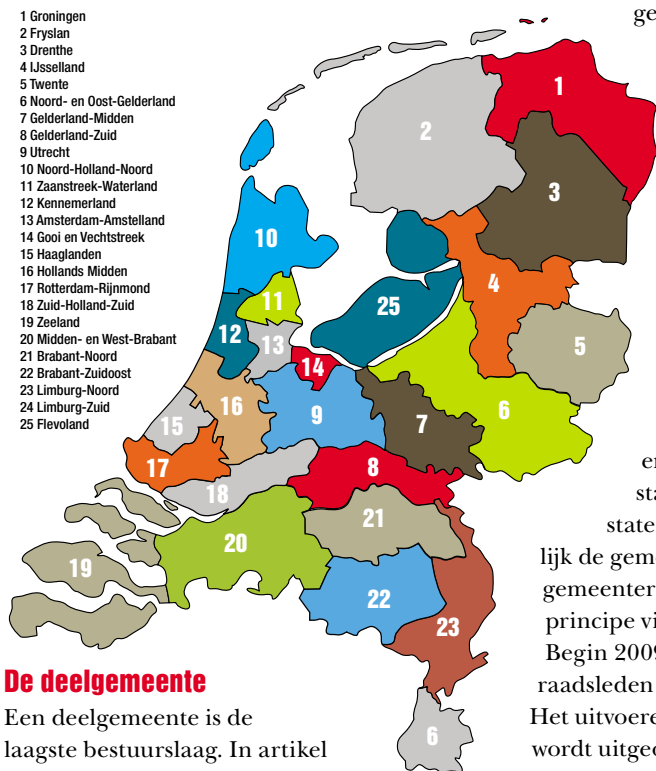 1 Groningen
2 Fryslan
3 Drenthe
4 IJsselland
5 Twente
6 Noord- en Oost-Gelderland
7 Gelderland-Midden
8 Gelderland-Zuid
9 Utrecht
10 Noord-Holland-Noord
11 Zaanstreek-Waterland
12 Kennemerland
13 Amsterdam-Amstelland
14 Gooi en Vechtstreek
15 Haaglanden
16 Hollands Midden
17 Rotterdam-Rijnmond
18 Zuid-Holland-Zuid
19 Zeeland
20 Midden- en West-Brabant
21 Brabant-Noord
22 Brabant-Zuidoost
23 Limburg-Noord
24 Limburg-Zuid
25 Flevoland
1
2
3
10
4
11
25
12
13
5
14
16
6
15
9
7
17
8
18
21
20
19
22
23
6
De deelgemeente
Een deelgemeente is de
laagste bestuurslaag. In artikel
ge
en
sta
state
lijk de geme
gemeenter
principe vi
Begin 2009
raadsleden
Het uitvoere
wordt uitged